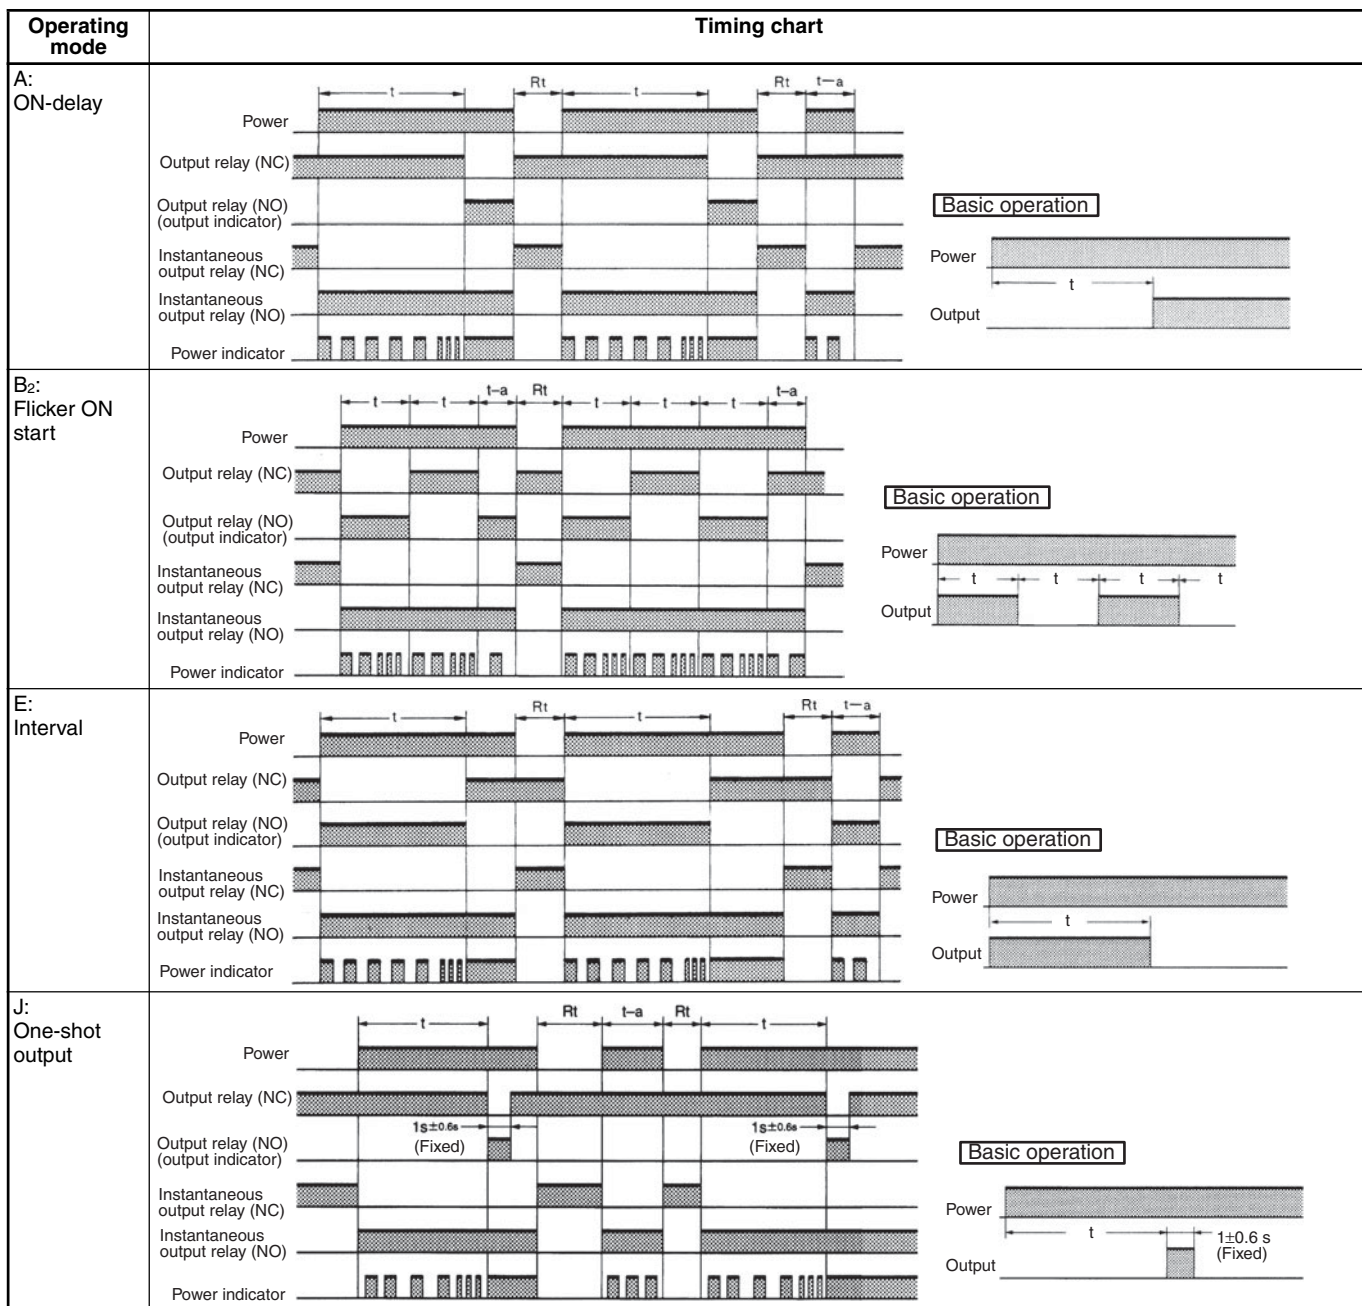 Operating mode
Timing chart
A:
ON-delay
t
Rt
t
Rt
t–a
Power
Output relay (NC)
Output relay (NO)
(output indicator)
Instantaneous
output relay (NC)
Instantaneous
output relay (NO)
Power indicator
Basic operation
Power
t
Output
B2:
Flicker ON
start
t
t
t–a
Rt
t
t
t
t–a
Power
Output relay (NC)
Output relay (NO)
(output indicator)
Instantaneous
output relay (NC)
Instantaneous
output relay (NO)
Power indicator
Basic operation
Power
t
t
t
t
Output
E:
Interval
t
Rt
t
Rt
t–a
Power
Output relay (NC)
Output relay (NO)
(output indicator)
Instantaneous
output relay (NC)
Instantaneous
output relay (NO)
Power indicator
Basic operation
Power
t
Output
J:
One-shot
output
t
Rt
t–a
Rt
t
Power
Output relay (NC)
1s±0.6s
(Fixed)
1s±0.6s
(Fixed)
Output relay (NO)
(output indicator)
Instantaneous
output relay (NC)
Instantaneous
output relay (NO)
Power indicator
Basic operation
Power
t
1±0.6 s
(Fixed)
Output